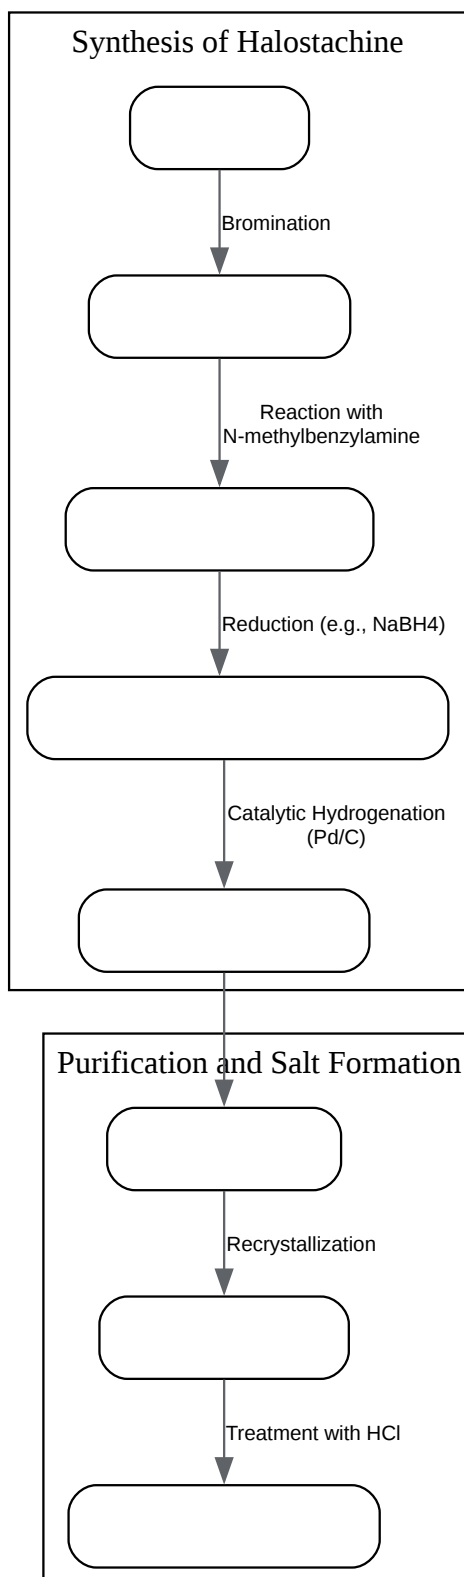 Synthesis of Halostachine
Bromination
Reaction with
N-methylbenzylamine
Reduction (e.g., NaBH4)
Catalytic Hydrogenation
(Pd/C)
Purification and Salt Formation
Recrystallization
Treatment with HCl